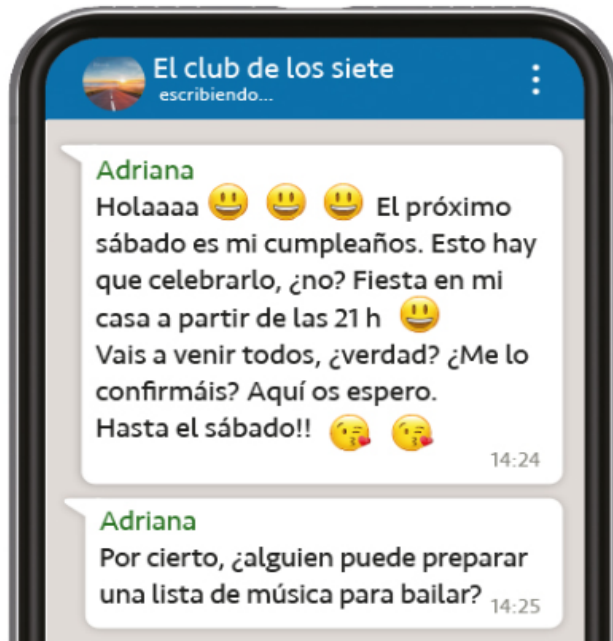 El club de los siete
escribiendo...
Adriana
Holaaaa 😃 😃 😃 El próximo
sábado es mi cumpleaños. Esto hay
que celebrarlo, ¿no? Fiesta en mi
casa a partir de las 21 h 😃
Vais a venir todos, ¿verdad? ¿Me lo
confirmáis? Aquí os espero.
Hasta el sábado!! 😘 😘
14:24
Adriana
Por cierto, ¿alguien puede preparar
una lista de música para bailar? 14:25